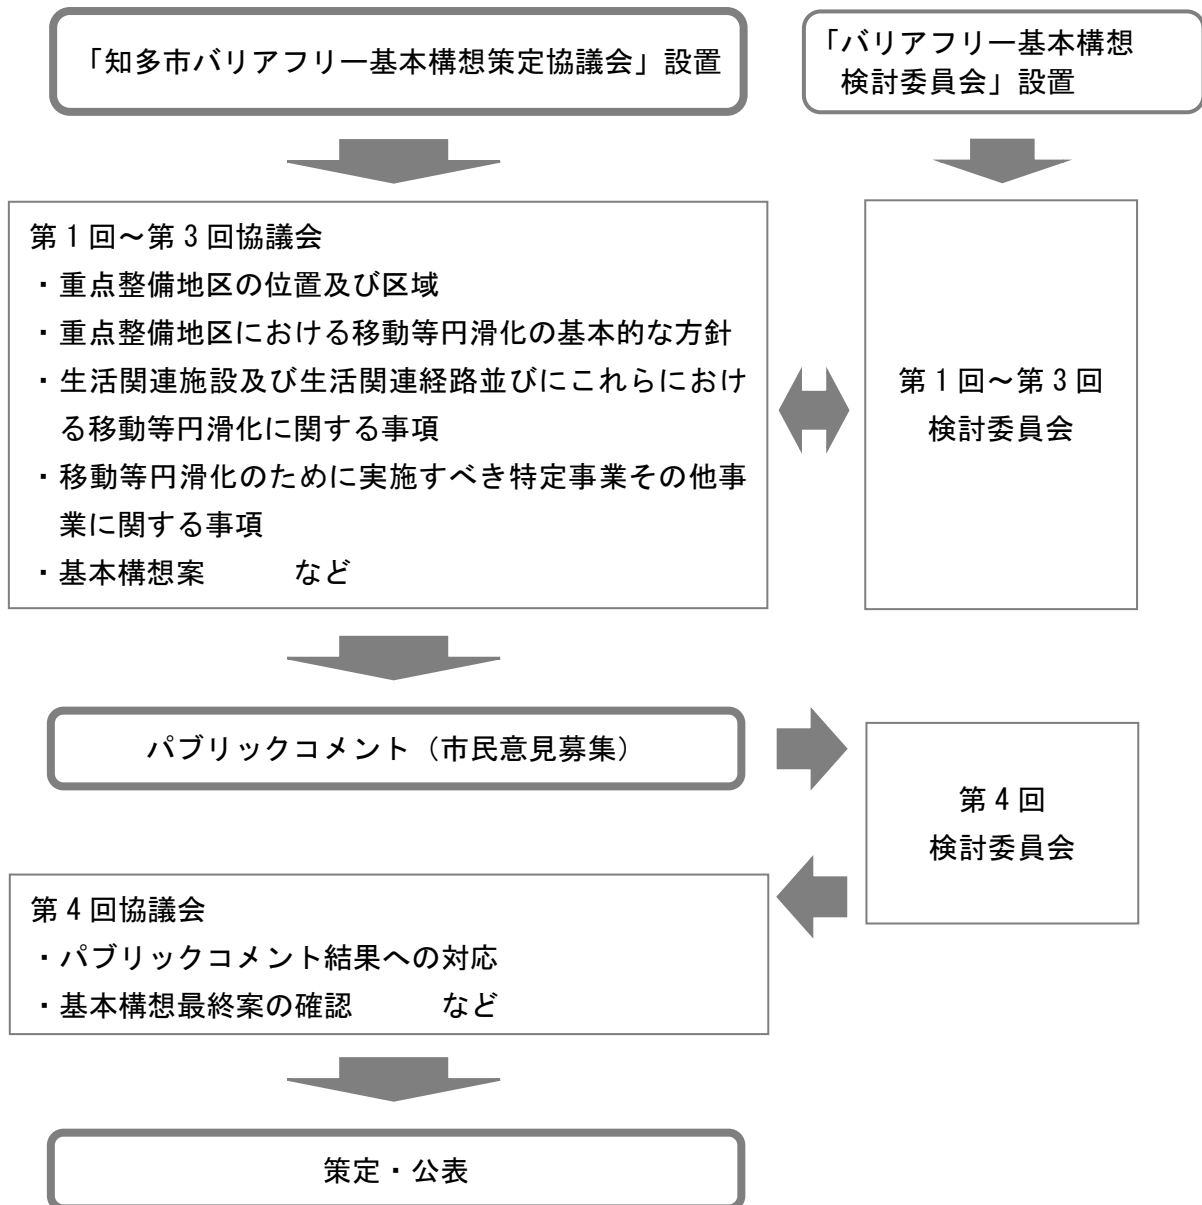 「知多市バリアフリー基本構想策定協議会」設置
「バリアフリー基本構想
検討委員会」設置
第1回～第3回協議会
・重点整備地区の位置及び区域
・重点整備地区における移動等円滑化の基本的な方針
・生活関連施設及び生活関連経路並びにこれらにおけ
る移動等円滑化に関する事項
・移動等円滑化のために実施すべき特定事業その他事
業に関する事項
・基本構想案　　　など
第1回～第3回
検討委員会
パブリックコメント（市民意見募集）
第4回
検討委員会
第4回協議会
・パブリックコメント結果への対応
・基本構想最終案の確認　　　など
策定・公表